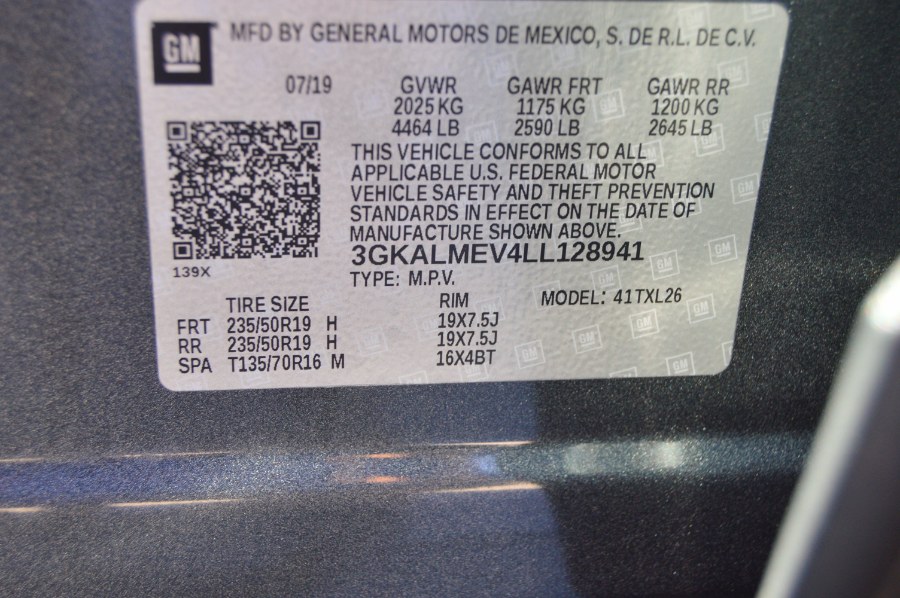 GM MFD BY GENERAL MOTORS DE MEXICO, S. DE R.L. DE C.V.
07/19 GVWR GAWR FRT GAWR RR
2025 KG 1175 KG 1200 KG
4464 LB 2590 LB 2645 LB
THIS VEHICLE CONFORMS TO ALL
APPLICABLE U.S. FEDERAL MOTOR
VEHICLE SAFETY AND THEFT PREVENTION
STANDARDS IN EFFECT ON THE DATE OF
MANUFACTURE SHOWN ABOVE.
3GKALMEV4LL128941
139X
TYPE: M.P.V.
TIRE SIZE RIM MODEL: 41TXL26
FRT 235/50R19 H 19X7.5J
RR 235/50R19 H 19X7.5J
SPA T135/70R16 M 16X4BT